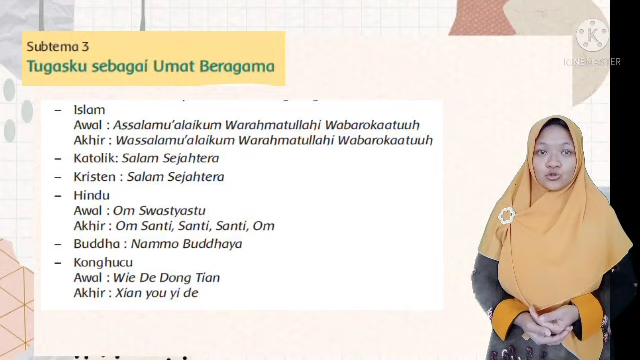 Subtema 3
Tugasku sebagai Umat Beragama
KINEMASTER
– Islam
Awal : Assalamu’alaikum Warahmatullahi Wabarokaatuuh
Akhir : Wassalamu’alaikum Warahmatullahi Wabarokaatuuh
– Katolik: Salam Sejahtera
– Kristen : Salam Sejahtera
– Hindu
Awal : Om Swastyastu
Akhir : Om Santi, Santi, Santi, Om
– Buddha : Nammo Buddhaya
– Konghucu
Awal : Wie De Dong Tian
Akhir : Xian you yi de